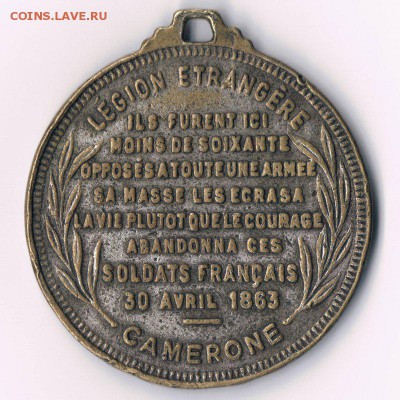 COINS.LAVE.RU
LEGION ETRANGÈRE
ILS FURENT ICI
MOINS DE SOIXANTE
OPPOSÉS A TOUTE UNE ARMÉE
SA MASSE LES ECRASA
LA VIE PLUTOT QUE LE COURAGE
ABANDONNA CES
SOLDATS FRANÇAIS
30 AVRIL 1863
CAMERONE